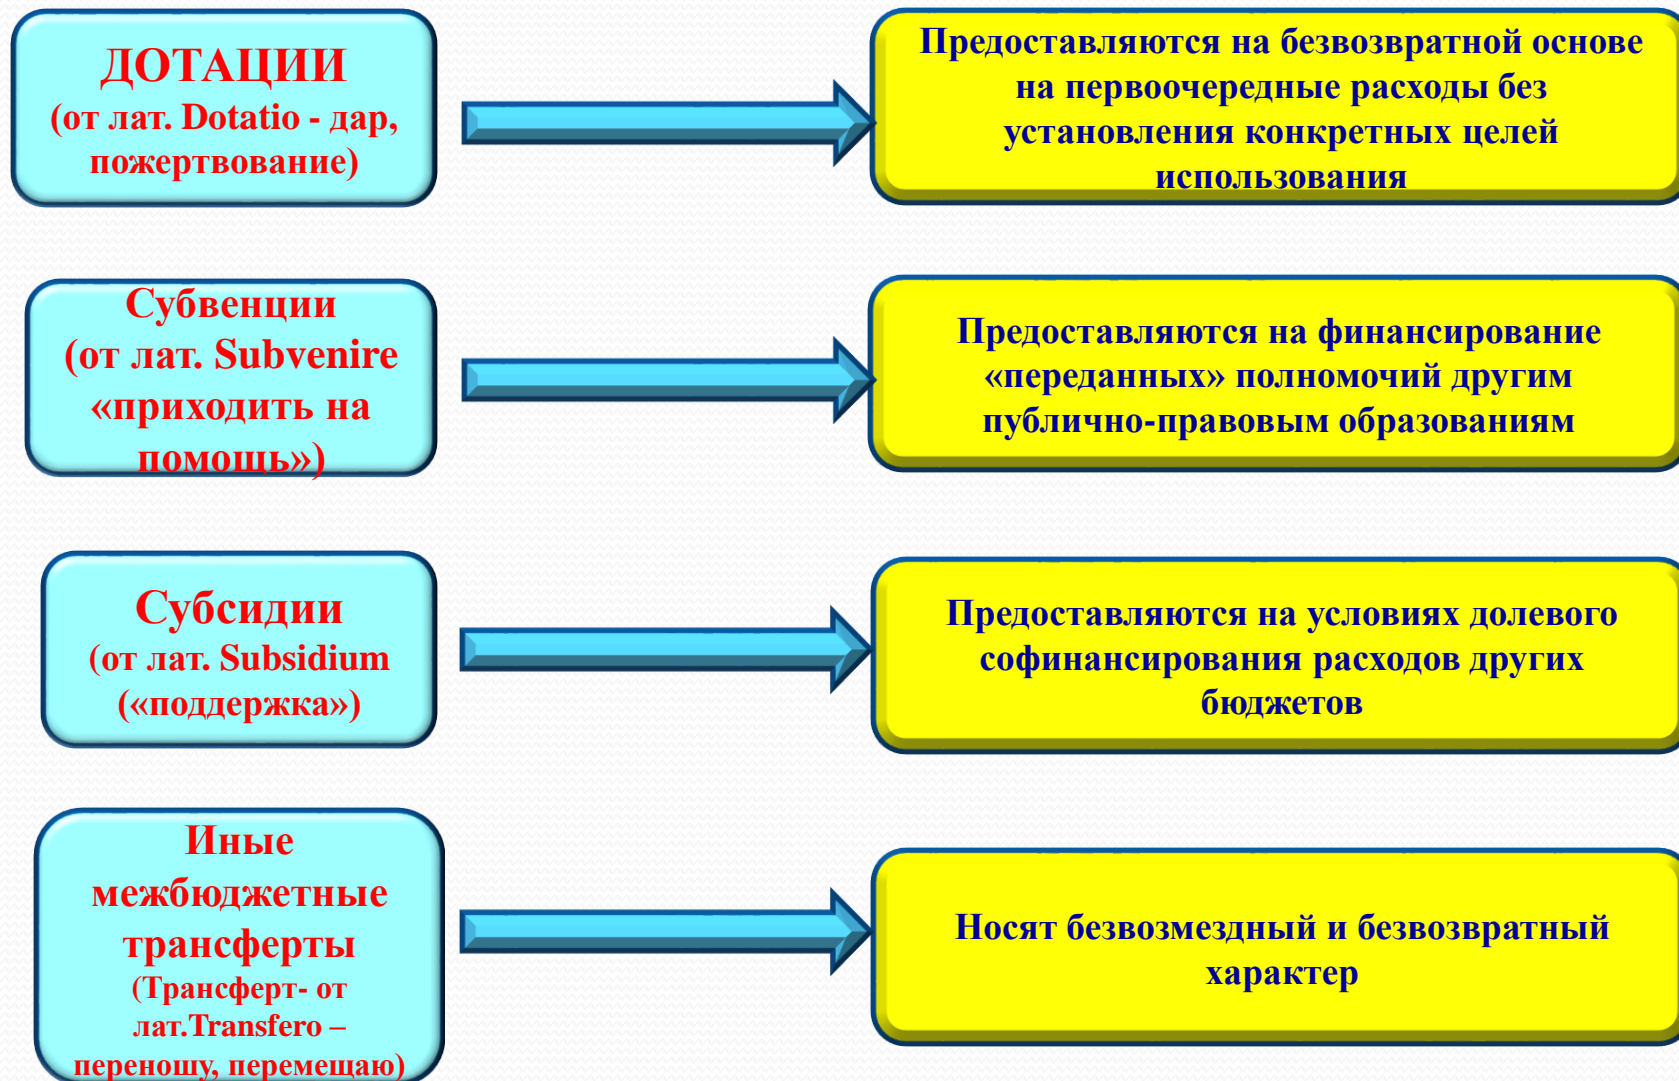 ДОТАЦИИ
(от лат. Dotatio - дар,
пожертвование)
Предоставляются на безвозвратной основе
на первоочередные расходы без
установления конкретных целей
использования
Субвенции
(от лат. Subvenire
«приходить на
помощь»)
Предоставляются на финансирование
«переданных» полномочий другим
публично-правовым образованиям
Субсидии
(от лат. Subsidium
(«поддержка»)
Предоставляются на условиях долевого
софинансирования расходов других
бюджетов
Иные
межбюджетные
трансферты
(Трансферт- от
лат.Transfero –
переношу, перемещаю)
Носят безвозмездный и безвозвратный
характер